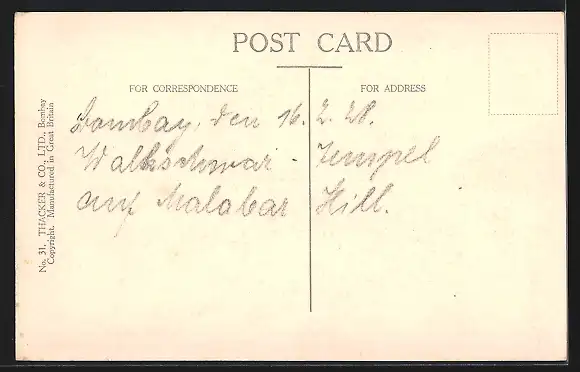 POST CARD
FOR CORRESPONDENCE
FOR ADDRESS
Bombay, den 16. 2. 28.
Walkschwar - Tempel
auf Malabar Hill.
No. 31. THACKER & CO., LTD., Bombay
Copyright. Manufactured in Great Britain